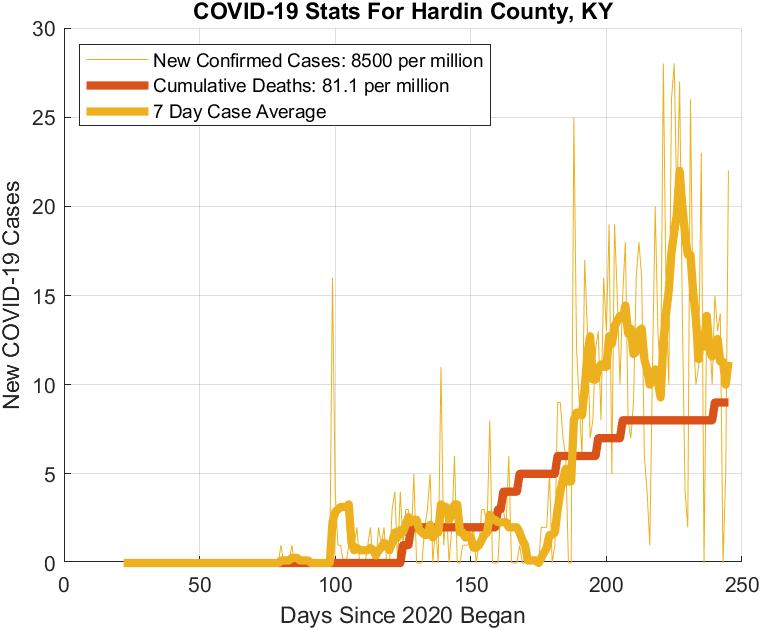 COVID-19 Stats For Hardin County, KY
New Confirmed Cases: 8500 per million
Cumulative Deaths: 81.1 per million
7 Day Case Average
New COVID-19 Cases
30
25
20
15
10
5
0
0 50 100 150 200 250
Days Since 2020 Began